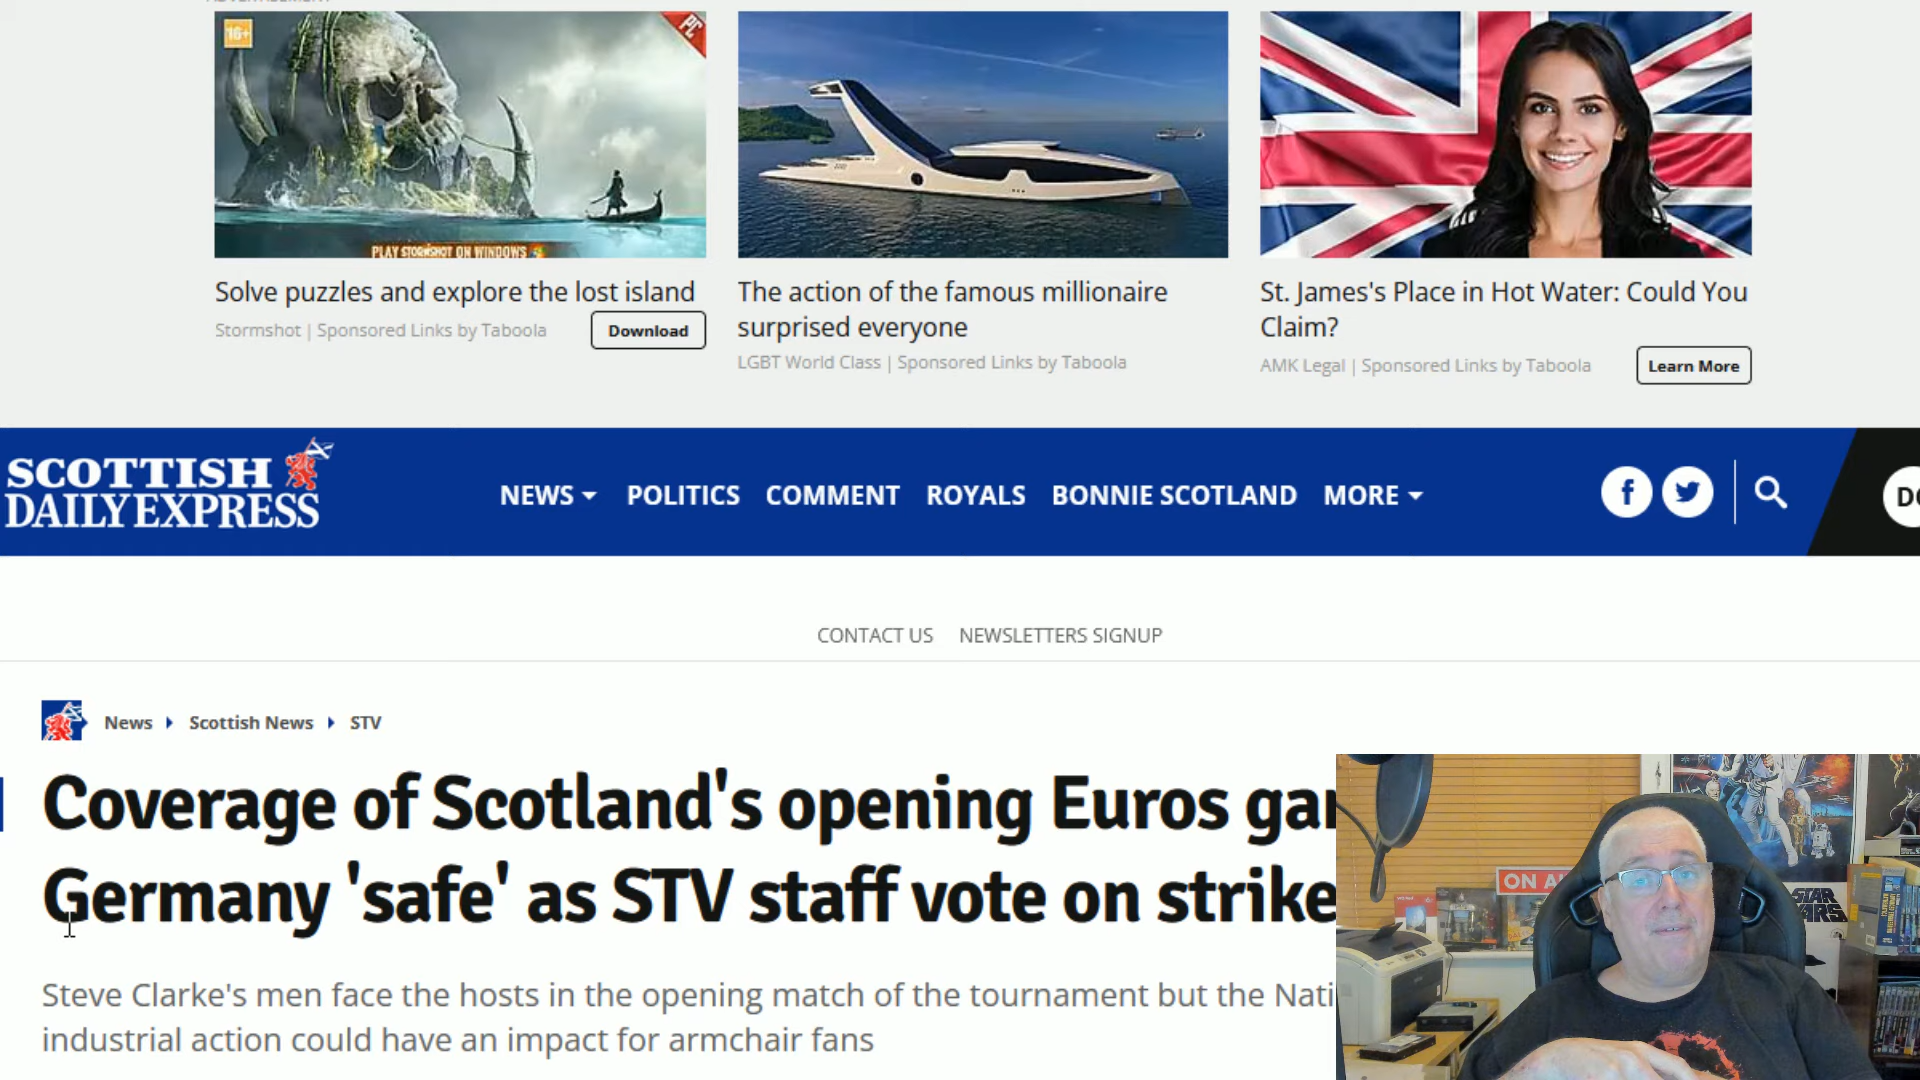 16+
PC
PLAY STORMSHOT ON WINDOWS
Solve puzzles and explore the lost island
Stormshot | Sponsored Links by Taboola
Download
The action of the famous millionaire
surprised everyone
LGBT World Class | Sponsored Links by Taboola
St. James's Place in Hot Water: Could You
Claim?
AMK Legal | Sponsored Links by Taboola
Learn More
SCOTTISH
DAILY EXPRESS
NEWS
POLITICS
COMMENT
ROYALS
BONNIE SCOTLAND
MORE
CONTACT US
NEWSLETTERS SIGNUP
News
Scottish News
STV
Coverage of Scotland's opening Euros
Germany 'safe' as STV staff vote on strike
Steve Clarke's men face the hosts in the opening match of the tournament but the
industrial action could have an impact for armchair fans
ON
STAR
WARS